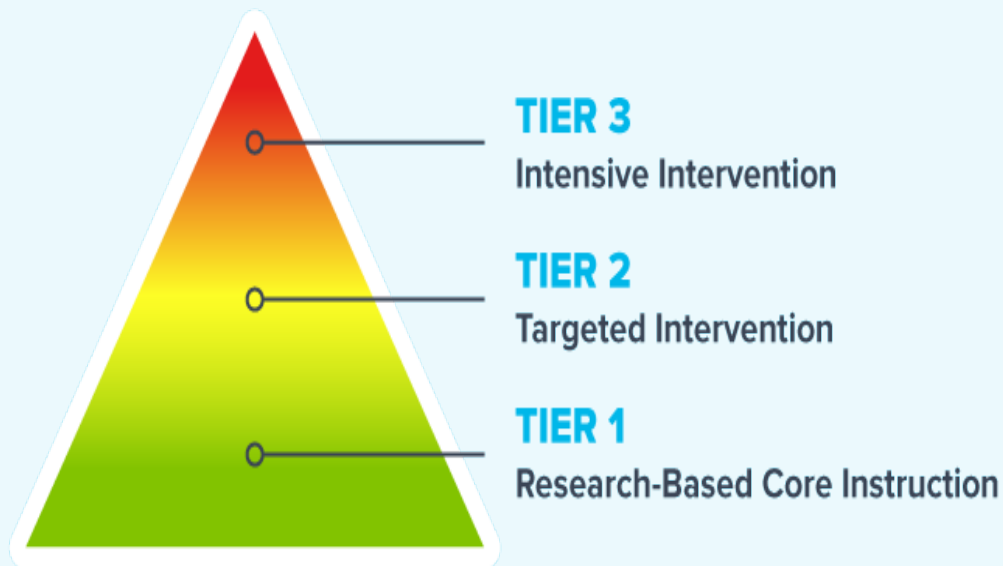 TIER 3
Intensive Intervention
TIER 2
Targeted Intervention
TIER 1
Research-Based Core Instruction